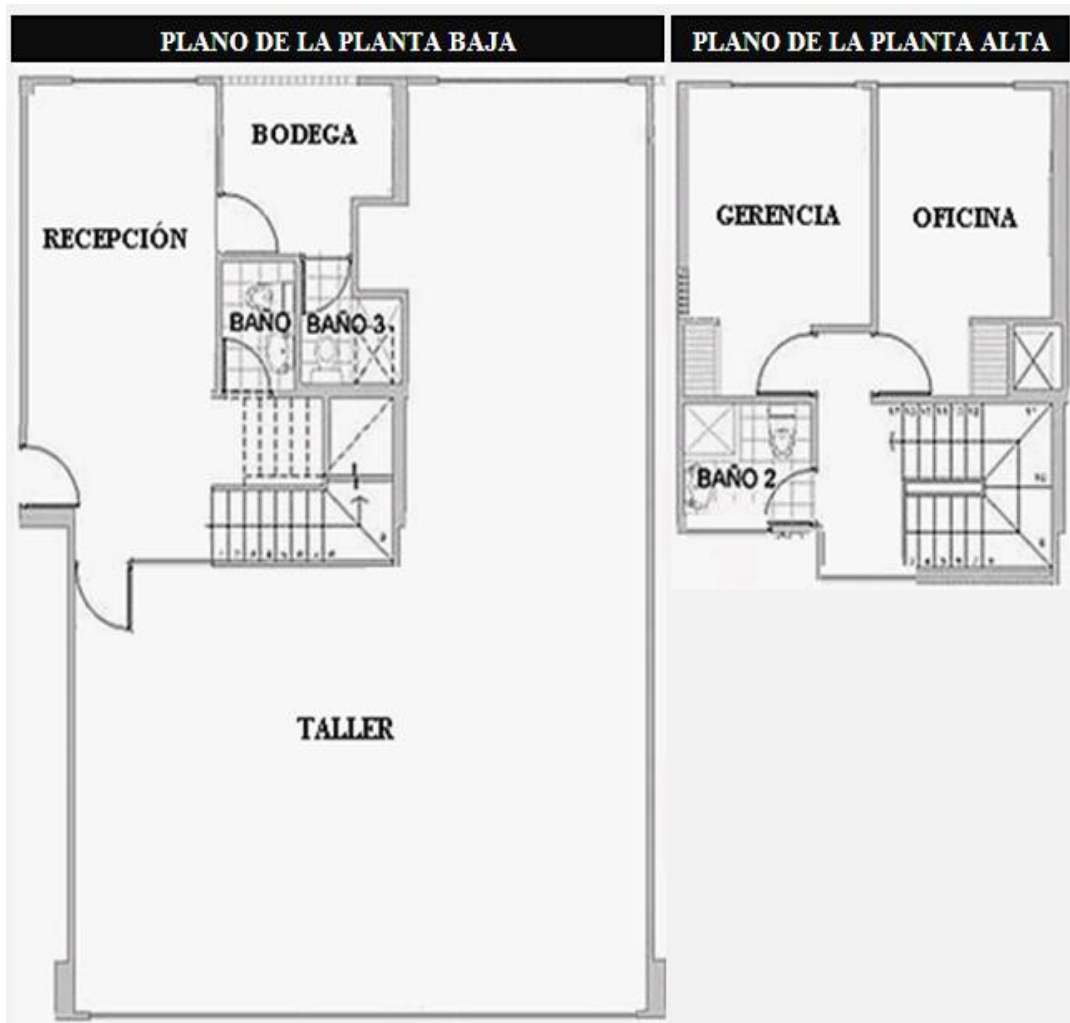 PLANO DE LA PLANTA BAJA
PLANO DE LA PLANTA ALTA
BODEGA
RECEPCIÓN
BAÑO
BAÑO 3
TALLER
GERENCIA
OFICINA
BAÑO 2